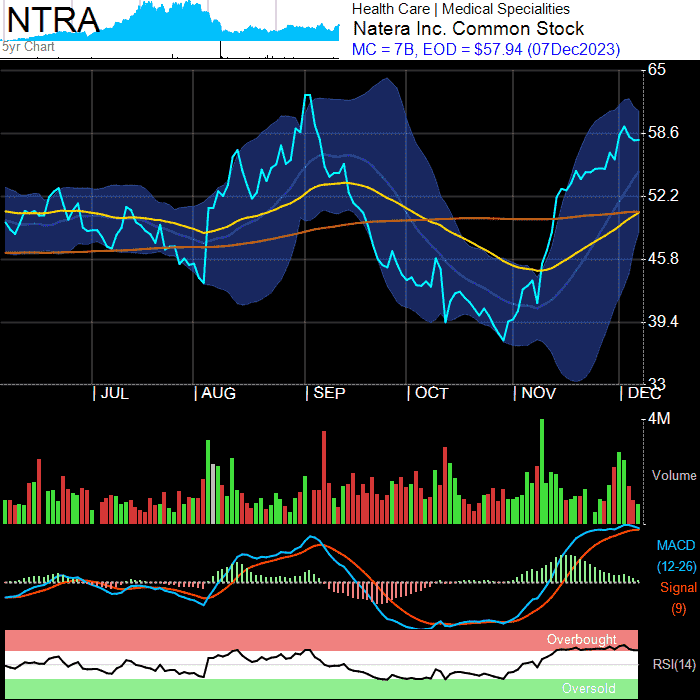 NTRA
5yr Chart
Health Care | Medical Specialities
Natera Inc. Common Stock
MC = 7B, EOD = $57.94 (07Dec2023)
65
58.6
52.2
45.8
39.4
33
JUL AUG SEP OCT NOV DEC
4M
Volume
MACD
(12-26)
Signal
(9)
Overbought
RSI(14)
Oversold